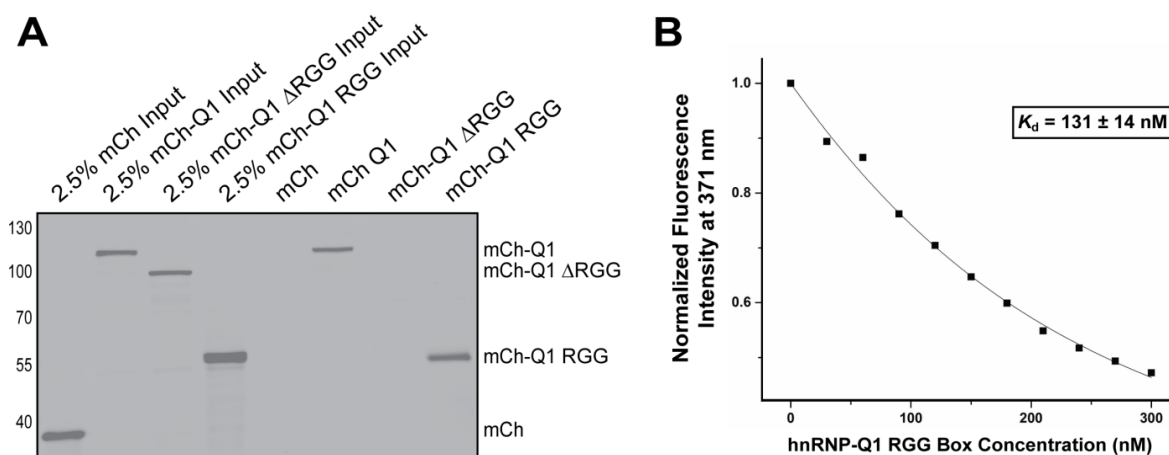 A
2.5% mCh Input
2.5% mCh-Q1 Input
2.5% mCh-Q1 ΔRGG Input
2.5% mCh-Q1 RGG Input
mCh
mCh Q1
mCh-Q1 ΔRGG
mCh-Q1 RGG
130
100
70
55
40
mCh-Q1
mCh-Q1 ΔRGG
mCh-Q1 RGG
mCh
B
Normalized Fluorescence
Intensity at 371 nm
1.0
0.8
0.6
Kd = 131 ± 14 nM
0
100
200
300
hnRNP-Q1 RGG Box Concentration (nM)